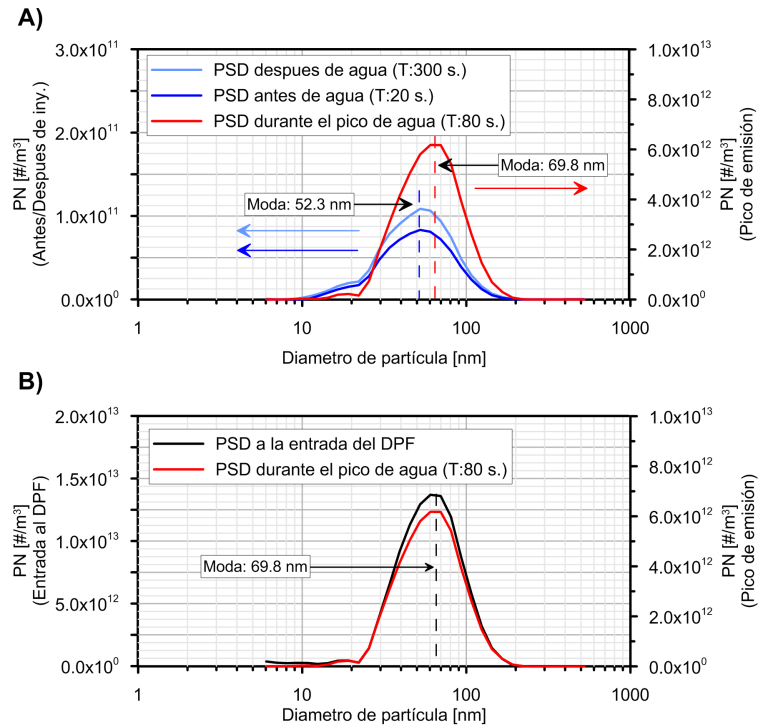 A)
3.0x10¹¹
2.0x10¹¹
1.0x10¹¹
0.0x10⁰
PN [#/m³]
(Antes/Despues de iny.)
PSD despues de agua (T:300 s.)
PSD antes de agua (T:20 s.)
PSD durante el pico de agua (T:80 s.)
Moda: 69.8 nm
Moda: 52.3 nm
1.0x10¹³
8.0x10¹²
6.0x10¹²
4.0x10¹²
2.0x10¹²
0.0x10⁰
PN [#/m³]
(Pico de emisión)
1 10 100 1000
Diametro de partícula [nm]
B)
2.0x10¹³
1.5x10¹³
1.0x10¹³
5.0x10¹²
0.0x10⁰
PN [#/m³]
(Entrada al DPF)
PSD a la entrada del DPF
PSD durante el pico de agua (T:80 s.)
Moda: 69.8 nm
1.0x10¹³
8.0x10¹²
6.0x10¹²
4.0x10¹²
2.0x10¹²
0.0x10⁰
PN [#/m³]
(Pico de emisión)
1 10 100 1000
Diametro de partícula [nm]